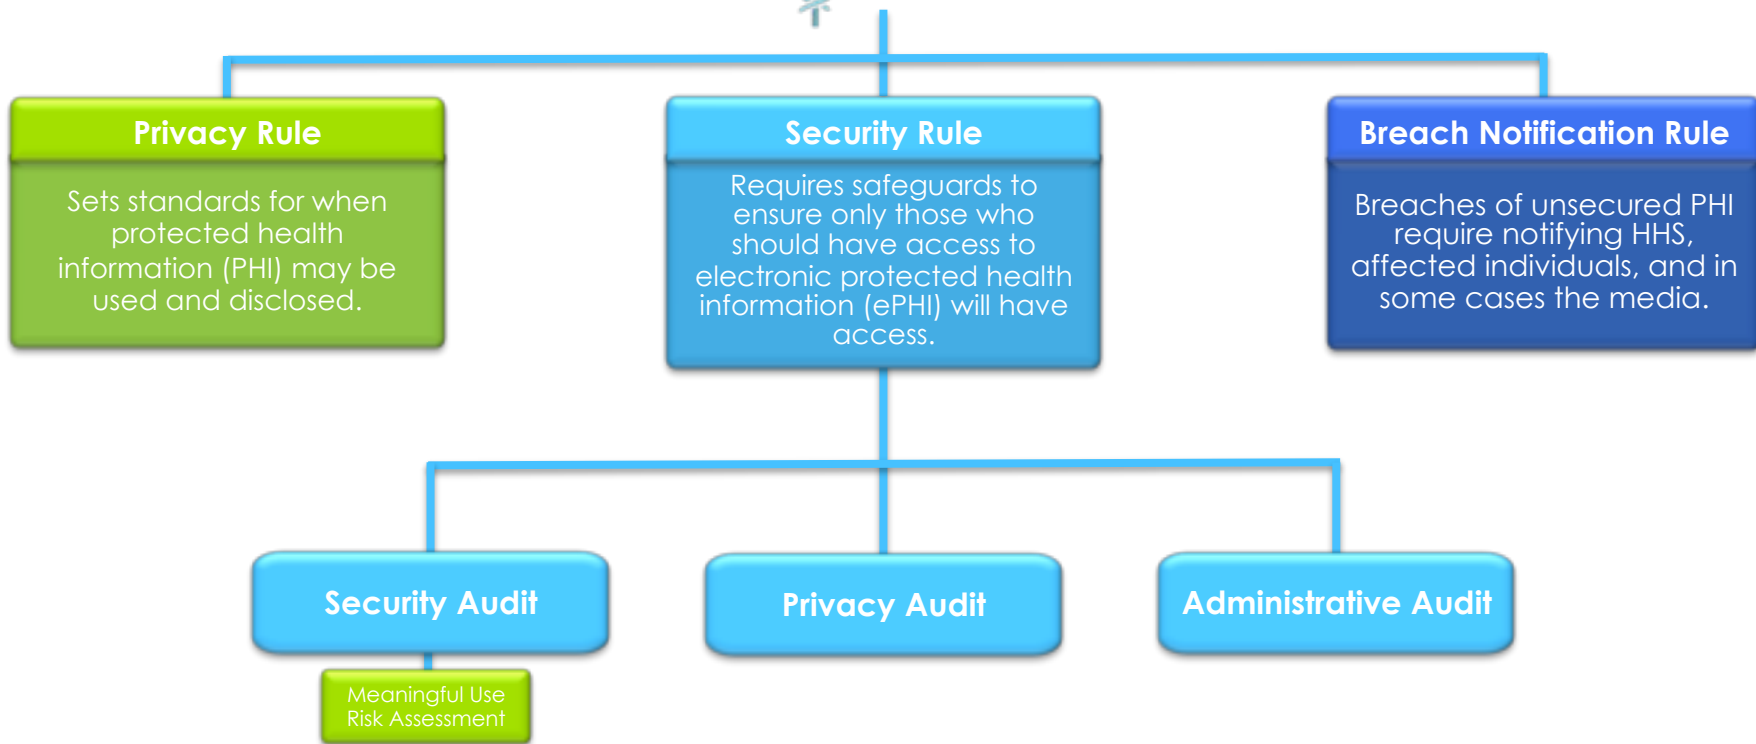 Privacy Rule
Sets standards for when
protected health
information (PHI) may be
used and disclosed.
Security Rule
Requires safeguards to
ensure only those who
should have access to
electronic protected health
information (ePHI) will have
access.
Breach Notification Rule
Breaches of unsecured PHI
require notifying HHS,
affected individuals, and in
some cases the media.
Security Audit
Privacy Audit
Administrative Audit
Meaningful Use
Risk Assessment